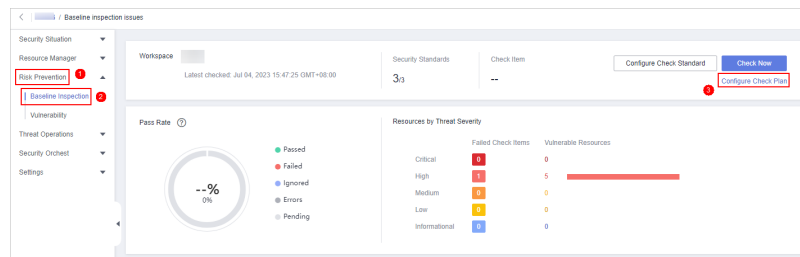 / Baseline inspection issues
Security Situation
Resource Manager
Risk Prevention 1
Baseline Inspection 2
Vulnerability
Threat Operations
Security Orchest
Settings
Workspace
Latest checked: Jul 04, 2023 15:47:25 GMT+08:00
Security Standards
3/3
Check Item
--
Configure Check Standard
Check Now
3 Configure Check Plan
Pass Rate ?
--%
0%
Passed
Failed
Ignored
Errors
Pending
Resources by Threat Severity
Failed Check Items Vulnerable Resources
Critical 0 0
High 1 5
Medium 0 0
Low 0 0
Informational 0 0